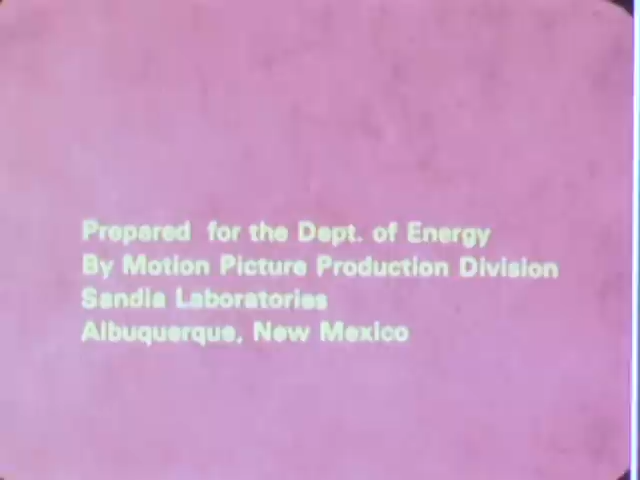 Prepared for the Dept. of Energy
By Motion Picture Production Division
Sandia Laboratories
Albuquerque, New Mexico